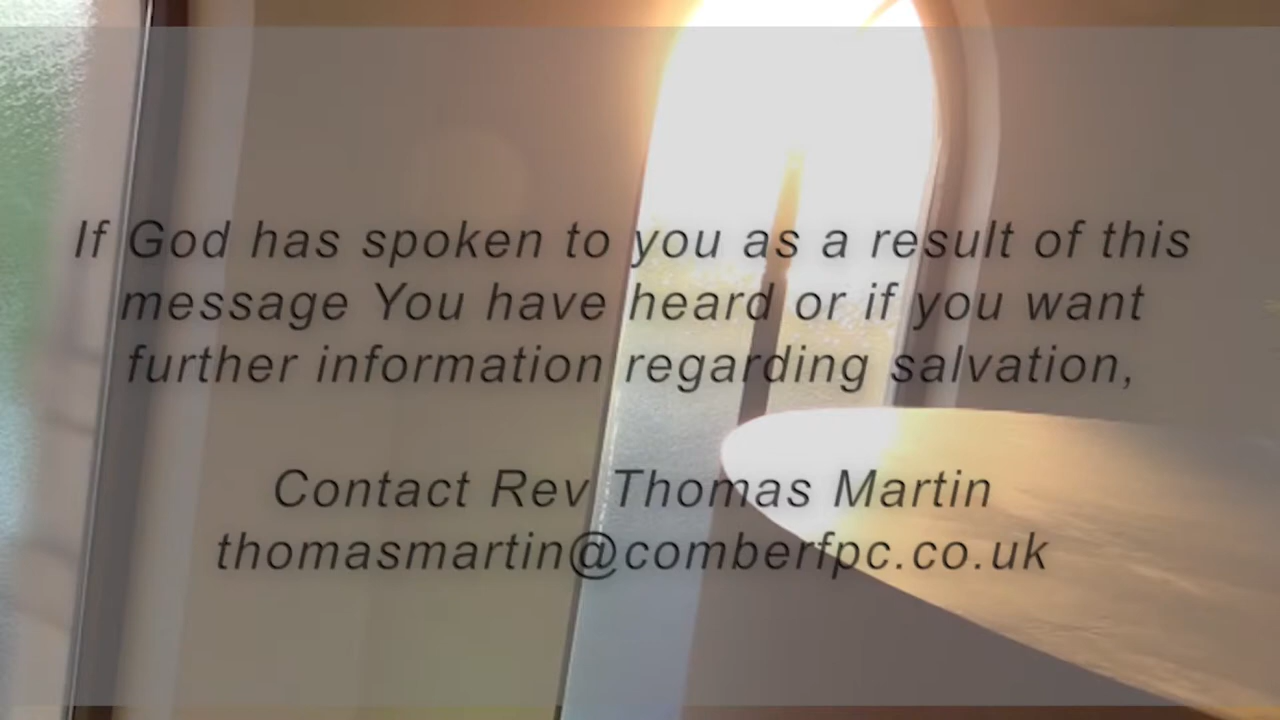 If God has spoken to you as a result of this
message You have heard or if you want
further information regarding salvation,
Contact Rev Thomas Martin
thomasmartin@comberfpc.co.uk